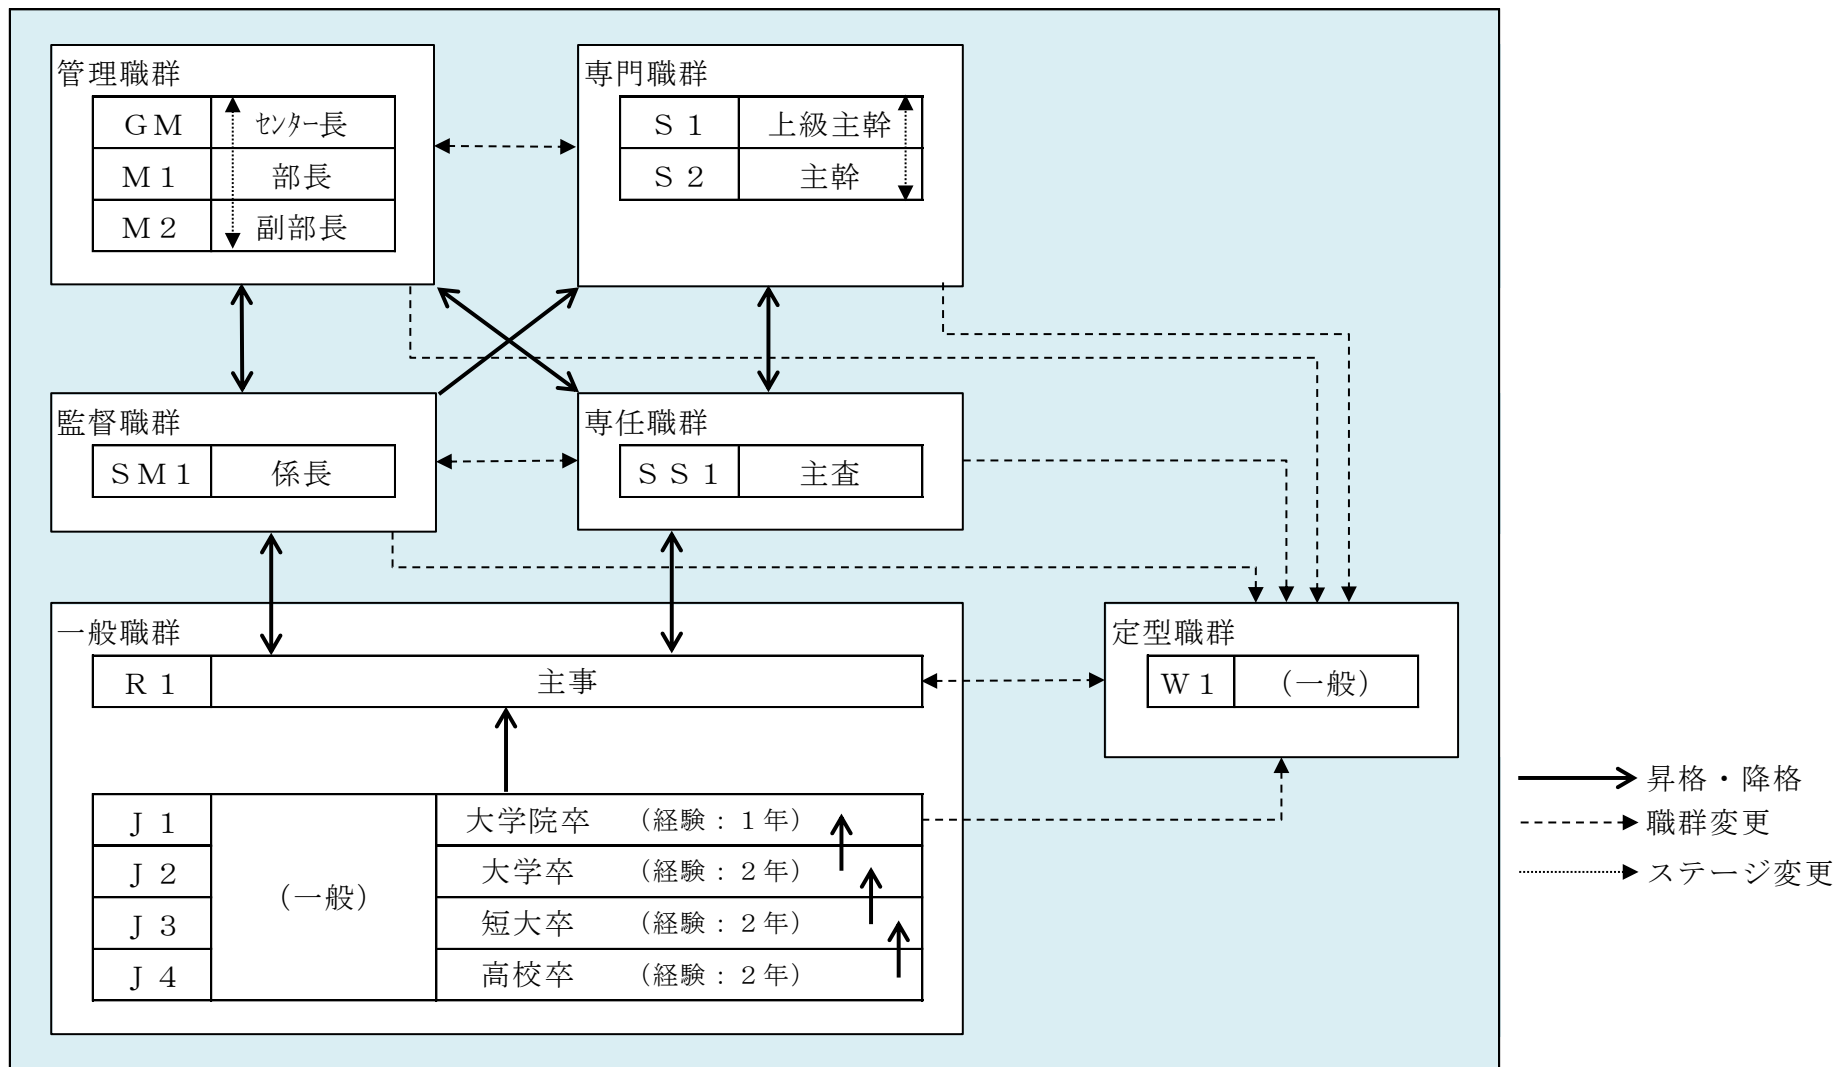 管理職群
ＧＭ ｾﾝﾀｰ長
Ｍ１ 部長
Ｍ２ 副部長
専門職群
Ｓ１ 上級主幹
Ｓ２ 主幹
監督職群
ＳＭ１ 係長
専任職群
ＳＳ１ 主査
一般職群
Ｒ１ 主事
Ｊ１ 大学院卒 （経験：１年）
Ｊ２ 大学卒 （経験：２年）
（一般）
Ｊ３ 短大卒 （経験：２年）
Ｊ４ 高校卒 （経験：２年）
定型職群
Ｗ１ （一般）
昇格・降格
職群変更
ステージ変更